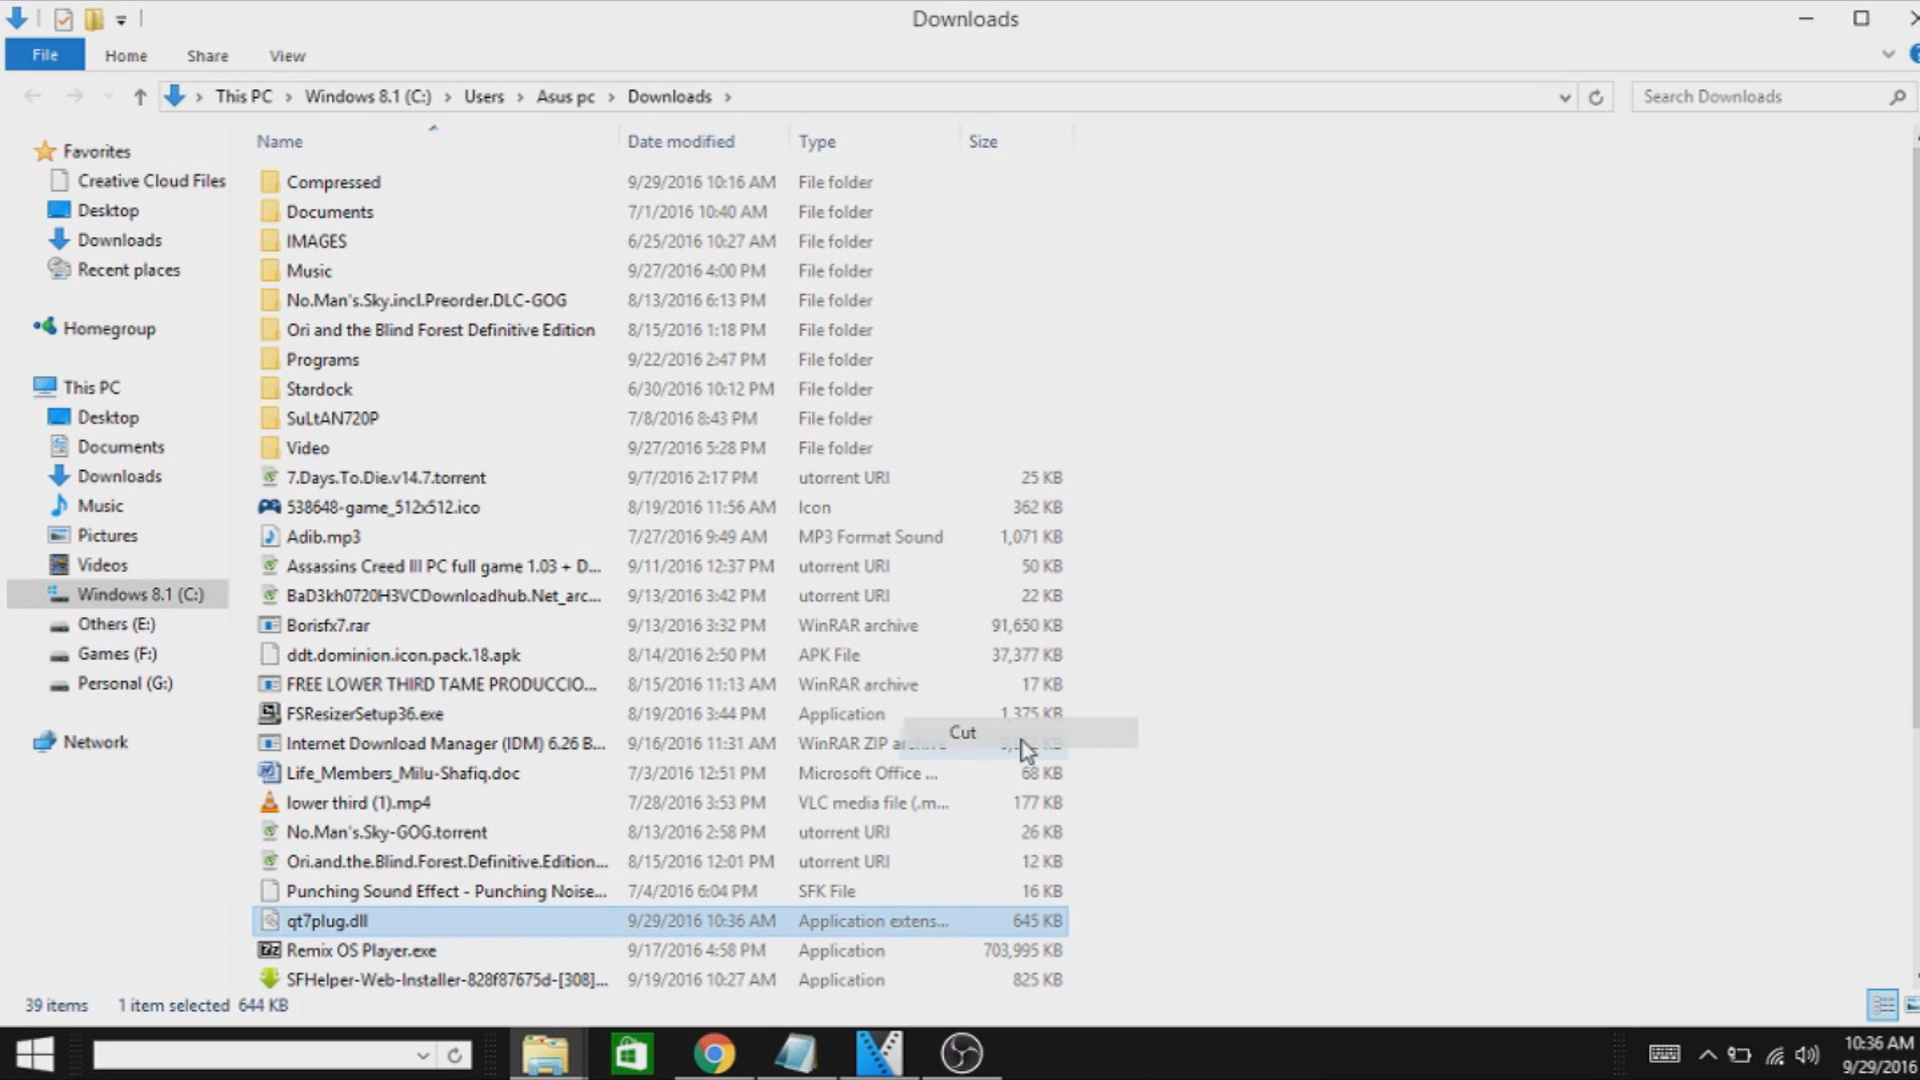 Downloads
File Home Share View
This PC > Windows 8.1 (C:) > Users > Asus pc > Downloads >
Search Downloads
Name Date modified Type Size
Favorites
Creative Cloud Files
Desktop
Downloads
Recent places
Homegroup
This PC
Desktop
Documents
Downloads
Music
Pictures
Videos
Windows 8.1 (C:)
Others (E:)
Games (F:)
Personal (G:)
Network
Compressed 9/29/2016 10:16 AM File folder
Documents 7/1/2016 10:40 AM File folder
IMAGES 6/25/2016 10:27 AM File folder
Music 9/27/2016 4:00 PM File folder
No.Man's.Sky.incl.Preorder.DLC-GOG 8/13/2016 6:13 PM File folder
Ori and the Blind Forest Definitive Edition 8/15/2016 1:18 PM File folder
Programs 9/22/2016 2:47 PM File folder
Stardock 6/30/2016 10:12 PM File folder
SuLtAN720P 7/8/2016 8:43 PM File folder
Video 9/27/2016 5:28 PM File folder
7.Days.To.Die.v14.7.torrent 9/7/2016 2:17 PM utorrent URI 25 KB
538648-game_512x512.ico 8/19/2016 11:56 AM Icon 362 KB
Adib.mp3 7/27/2016 9:49 AM MP3 Format Sound 1,071 KB
Assassins Creed III PC full game 1.03 + D... 9/11/2016 12:37 PM utorrent URI 50 KB
BaD3kh0720H3VCDownloadhub.Net_arc... 9/13/2016 3:42 PM utorrent URI 22 KB
Borisfx7.rar 9/13/2016 3:32 PM WinRAR archive 91,650 KB
ddt.dominion.icon.pack.18.apk 8/14/2016 2:50 PM APK File 37,377 KB
FREE LOWER THIRD TAME PRODUCCIO... 8/15/2016 11:13 AM WinRAR archive 17 KB
FSResizerSetup36.exe 8/19/2016 3:44 PM Application 1,375 KB
Cut
Internet Download Manager (IDM) 6.26 B... 9/16/2016 11:31 AM WinRAR ZIP archive KB
Life_Members_Milu-Shafiq.doc 7/3/2016 12:51 PM Microsoft Office ... 68 KB
lower third (1).mp4 7/28/2016 3:53 PM VLC media file (.m... 177 KB
No.Man's.Sky-GOG.torrent 8/13/2016 2:58 PM utorrent URI 26 KB
Ori.and.the.Blind.Forest.Definitive.Edition... 8/15/2016 12:01 PM utorrent URI 12 KB
Punching Sound Effect - Punching Noise... 7/4/2016 6:04 PM SFK File 16 KB
qt7plug.dll 9/29/2016 10:36 AM Application extens... 645 KB
Remix OS Player.exe 9/17/2016 4:58 PM Application 703,995 KB
SFHelper-Web-Installer-828f87675d-[308]... 9/19/2016 10:27 AM Application 825 KB
39 items 1 item selected 644 KB
10:36 AM
9/29/2016